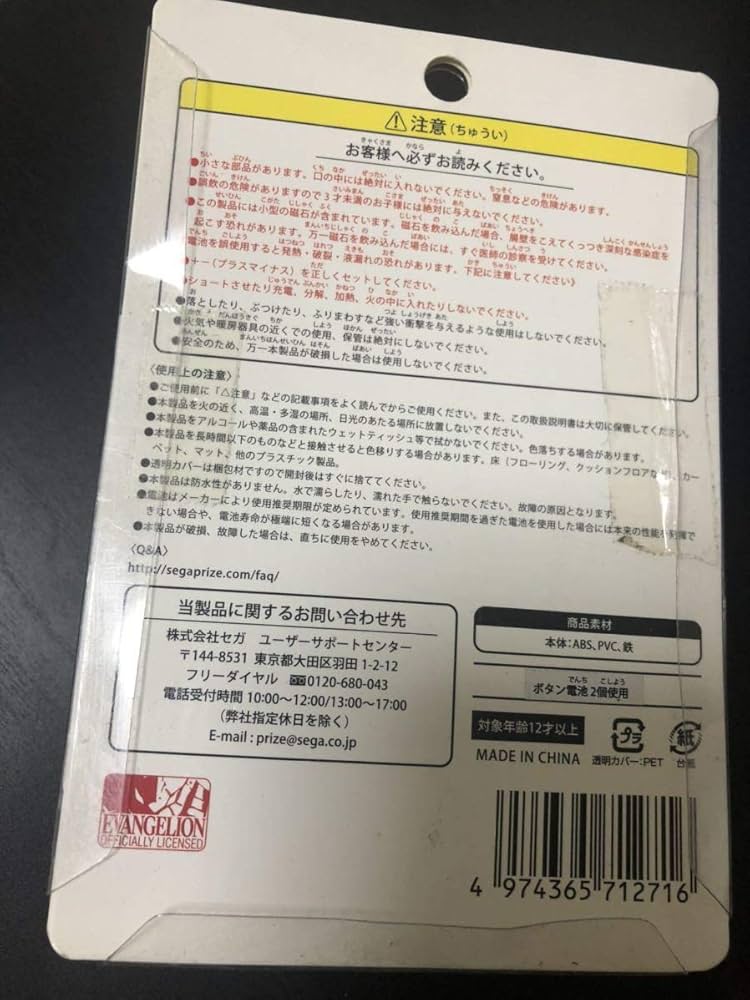 ⚠注意(ちゅうい)
お客様へ必ずお読みください。
●小さな部品があります。口の中には絶対に入れないでください。窒息などの危険があります。
●誤飲の危険がありますので3才未満のお子様には絶対に与えないでください。
●この製品には小型の磁石が含まれています。磁石を飲み込んだ場合、腸壁をこえてくっつき深刻な感染症を
起こす恐れがあります。万一磁石を飲み込んだ場合には、すぐ医師の診察を受けてください。
電池を誤使用すると発熱・破裂・液漏れの恐れがあります。下記に注意してください》
●+-(プラスマイナス)を正しくセットしてください。
●ショートさせたり充電、分解、加熱、火の中に入れたりしないでください。
●落としたり、ぶつけたり、ふりまわすなど強い衝撃を与えるような使用はしないでください。
●火気や暖房器具の近くでの使用、保管は絶対にしないでください。
●安全のため、万一本製品が破損した場合は使用しないでください。
〈使用上の注意〉
●ご使用前に「△注意」などの記載事項をよく読んでからご使用ください。また、この取扱説明書は大切に保管してください。
●本製品を火の近く、高温・多湿の場所、日光のあたる場所に放置しないでください。
●本製品をアルコールや薬品の含まれたウェットティッシュ等で拭かないでください。色落ちする場合があります。
●本製品を長時間以下のものなどと接触させると色移りする場合があります。床(フローリング、クッションフロアなど)、カー
ペット、マット、他のプラスチック製品。
●透明カバーは梱包材ですので開封後はすぐに捨ててください。
●本製品は防水性がありません。水で濡らしたり、濡れた手で触らないでください。故障の原因となります。
●電池はメーカーにより使用推奨期限が定められています。使用推奨期間を過ぎた電池を使用した場合には本来の性能を発揮で
きない場合や、電池寿命が極端に短くなる場合があります。
●本製品が破損、故障した場合は、直ちに使用をやめてください。
〈Q&A〉
http://segaprize.com/faq/
当製品に関するお問い合わせ先
株式会社セガ ユーザーサポートセンター
〒144-8531 東京都大田区羽田 1-2-12
フリーダイヤル 0120-680-043
電話受付時間 10:00~12:00/13:00~17:00
(弊社指定休日を除く)
E-mail : prize@sega.co.jp
商品素材
本体:ABS、PVC、鉄
ボタン電池 2個使用
対象年齢12才以上
MADE IN CHINA
プラ
透明カバー:PET
紙
台紙
EVANGELION
OFFICIALLY LICENSED
4 974365 712716